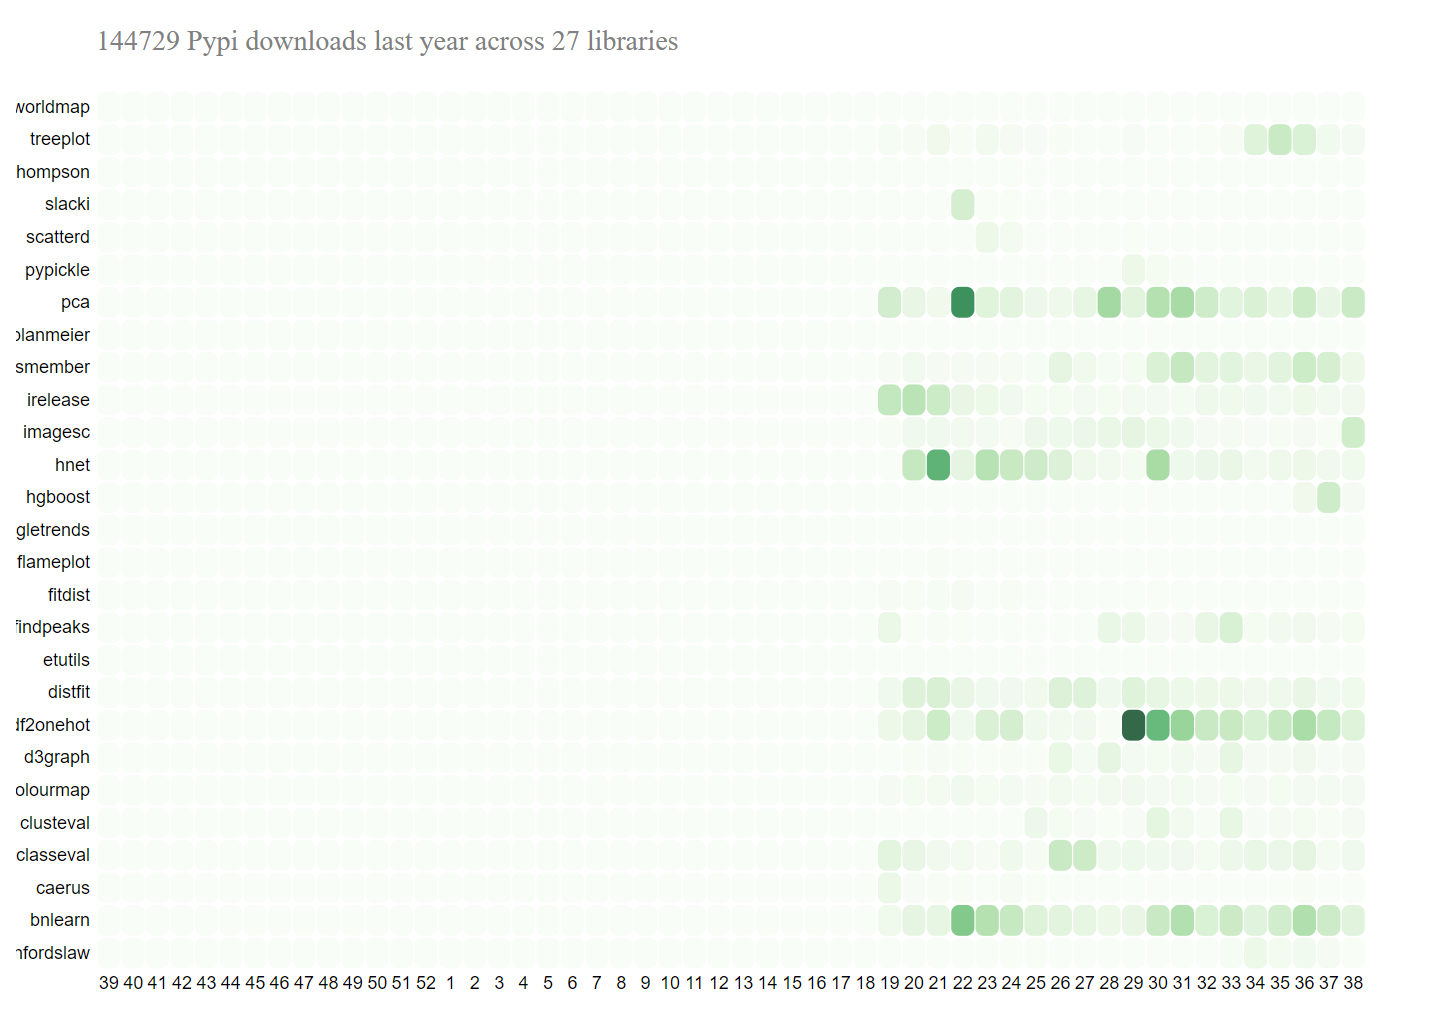 144729 Pypi downloads last year across 27 libraries
worldmap
treeplot
hompson
slacki
scatterd
pypickle
pca
planmeier
smember
irelease
imagesc
hnet
hgboost
gletrends
flameplot
fitdist
findpeaks
etutils
distfit
df2onehot
d3graph
olourmap
clusteval
classeval
caerus
bnlearn
nfordslaw
39 40 41 42 43 44 45 46 47 48 49 50 51 52 1 2 3 4 5 6 7 8 9 10 11 12 13 14 15 16 17 18 19 20 21 22 23 24 25 26 27 28 29 30 31 32 33 34 35 36 37 38